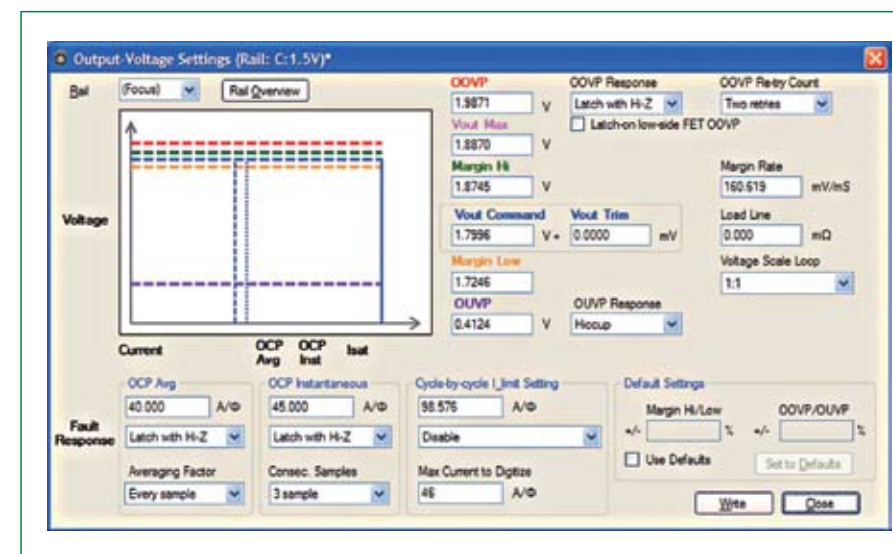 Output-Voltage Settings (Rail: C:1.5V)*
Rail (Focus) Rail Overview
OOVP OOVP Response OOVP Retry Count
1.9871 V Latch with Hi-Z Two retries
Vout Max Latch-on low-side FET OOVP
1.8870 V
Margin Hi Margin Rate
1.8745 V 160.619 mV/mS
Voltage
Vout Command Vout Trim Load Line
1.7996 V + 0.0000 mV 0.000 mΩ
Margin Low Voltage Scale Loop
1.7246 1:1
OUVP OUVP Response
0.4124 V Hiccup
Current OCP Avg OCP Inst Isat
OCP Avg OCP Instantaneous Cycle-by-cycle I_limit Setting Default Settings
40.000 A/Φ 45.000 A/Φ 98.576 A/Φ Margin Hi/Low OOVP/OUVP
Fault Response Latch with Hi-Z Latch with Hi-Z Disable +/- % +/- %
Averaging Factor Consec. Samples Max Current to Digitize Use Defaults Set to Defaults
Every sample 3 sample 46 A/Φ
Write Close